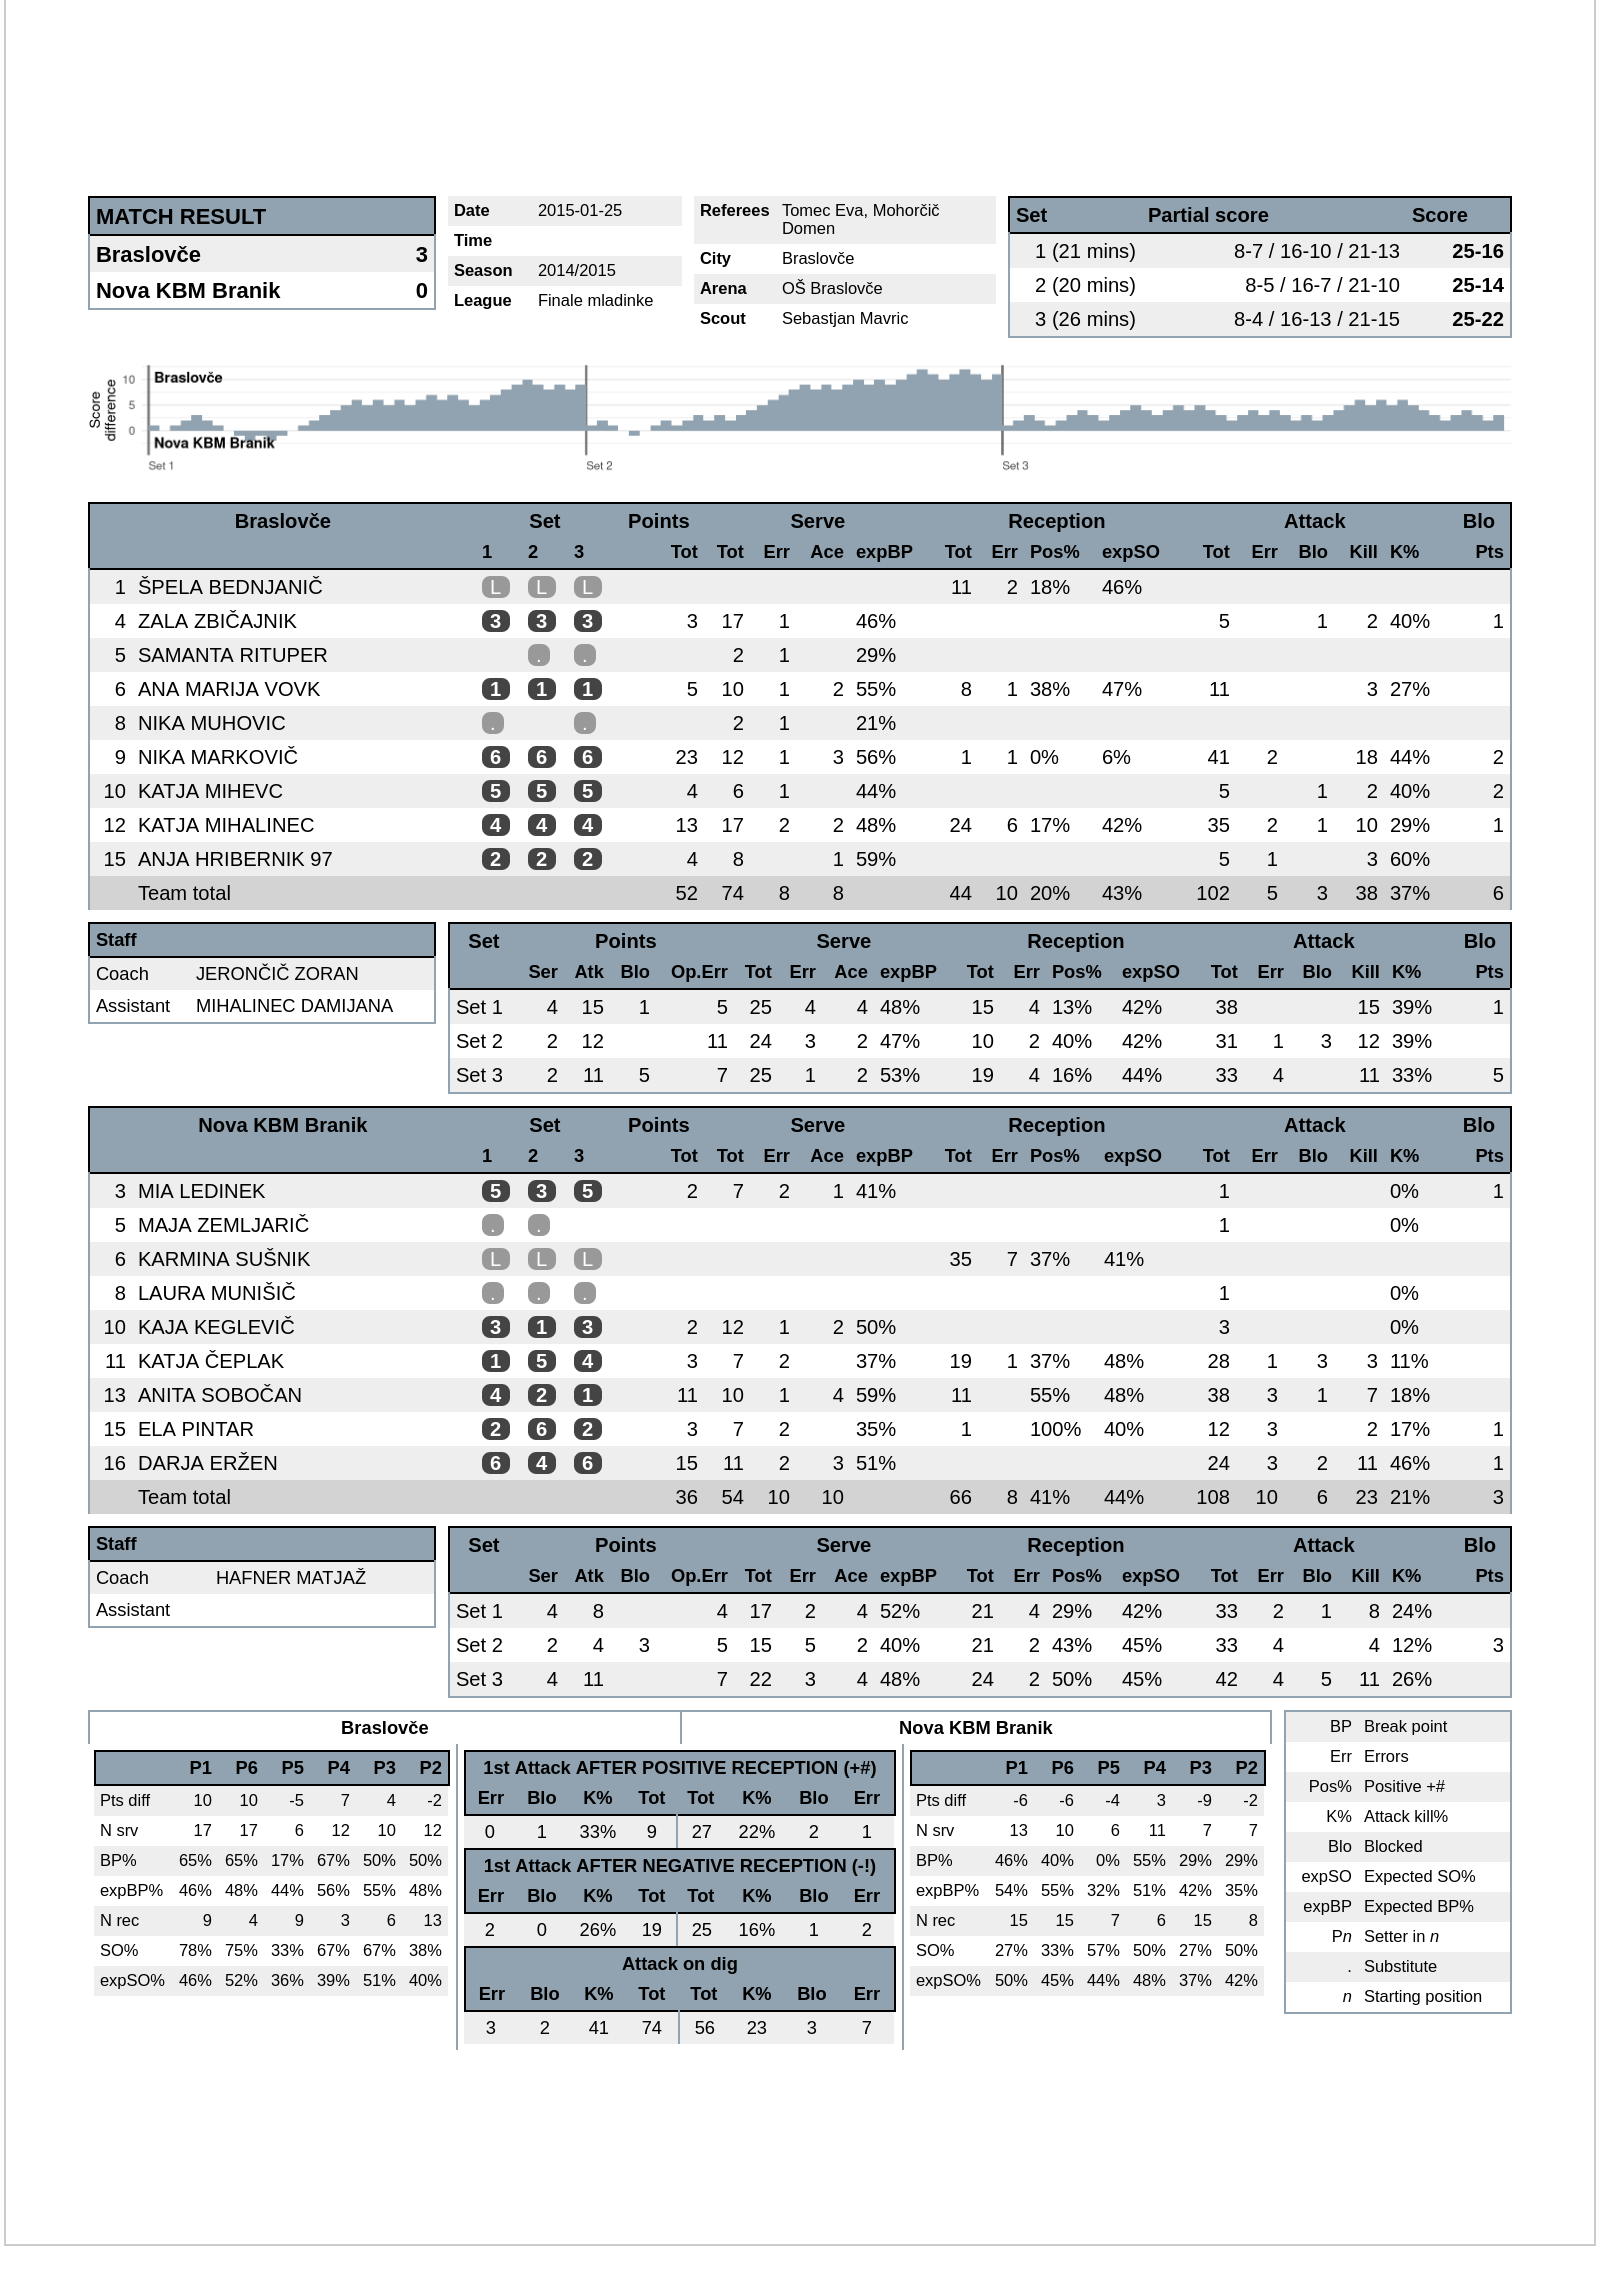 MATCH RESULT
Braslovče 3
Nova KBM Branik 0
Date 2015-01-25
Time
Season 2014/2015
League Finale mladinke
Referees Tomec Eva, Mohorčič Domen
City Braslovče
Arena OŠ Braslovče
Scout Sebastjan Mavric
Set Partial score Score
1 (21 mins) 8-7 / 16-10 / 21-13 25-16
2 (20 mins) 8-5 / 16-7 / 21-10 25-14
3 (26 mins) 8-4 / 16-13 / 21-15 25-22
Score difference
10
5
0
Braslovče
Nova KBM Branik
Set 1 Set 2 Set 3
Braslovče Set Points Serve Reception Attack Blo
1 2 3 Tot Tot Err Ace expBP Tot Err Pos% expSO Tot Err Blo Kill K% Pts
1 ŠPELA BEDNJANIČ L L L 11 2 18% 46%
4 ZALA ZBIČAJNIK 3 3 3 3 17 1 46% 5 1 2 40% 1
5 SAMANTA RITUPER . . 2 1 29%
6 ANA MARIJA VOVK 1 1 1 5 10 1 2 55% 8 1 38% 47% 11 3 27%
8 NIKA MUHOVIC . . 2 1 21%
9 NIKA MARKOVIČ 6 6 6 23 12 1 3 56% 1 1 0% 6% 41 2 18 44% 2
10 KATJA MIHEVC 5 5 5 4 6 1 44% 5 1 2 40% 2
12 KATJA MIHALINEC 4 4 4 13 17 2 2 48% 24 6 17% 42% 35 2 1 10 29% 1
15 ANJA HRIBERNIK 97 2 2 2 4 8 1 59% 5 1 3 60%
Team total 52 74 8 8 44 10 20% 43% 102 5 3 38 37% 6
Staff
Coach JERONČIČ ZORAN
Assistant MIHALINEC DAMIJANA
Set Points Serve Reception Attack Blo
Ser Atk Blo Op.Err Tot Err Ace expBP Tot Err Pos% expSO Tot Err Blo Kill K% Pts
Set 1 4 15 1 5 25 4 4 48% 15 4 13% 42% 38 15 39% 1
Set 2 2 12 11 24 3 2 47% 10 2 40% 42% 31 1 3 12 39%
Set 3 2 11 5 7 25 1 2 53% 19 4 16% 44% 33 4 11 33% 5
Nova KBM Branik Set Points Serve Reception Attack Blo
1 2 3 Tot Tot Err Ace expBP Tot Err Pos% expSO Tot Err Blo Kill K% Pts
3 MIA LEDINEK 5 3 5 2 7 2 1 41% 1 0% 1
5 MAJA ZEMLJARIČ . . 1 0%
6 KARMINA SUŠNIK L L L 35 7 37% 41%
8 LAURA MUNIŠIČ . . . 1 0%
10 KAJA KEGLEVIČ 3 1 3 2 12 1 2 50% 3 0%
11 KATJA ČEPLAK 1 5 4 3 7 2 37% 19 1 37% 48% 28 1 3 3 11%
13 ANITA SOBOČAN 4 2 1 11 10 1 4 59% 11 55% 48% 38 3 1 7 18%
15 ELA PINTAR 2 6 2 3 7 2 35% 1 100% 40% 12 3 2 17% 1
16 DARJA ERŽEN 6 4 6 15 11 2 3 51% 24 3 2 11 46% 1
Team total 36 54 10 10 66 8 41% 44% 108 10 6 23 21% 3
Staff
Coach HAFNER MATJAŽ
Assistant
Set Points Serve Reception Attack Blo
Ser Atk Blo Op.Err Tot Err Ace expBP Tot Err Pos% expSO Tot Err Blo Kill K% Pts
Set 1 4 8 4 17 2 4 52% 21 4 29% 42% 33 2 1 8 24%
Set 2 2 4 3 5 15 5 2 40% 21 2 43% 45% 33 4 4 12% 3
Set 3 4 11 7 22 3 4 48% 24 2 50% 45% 42 4 5 11 26%
Braslovče Nova KBM Branik
P1 P6 P5 P4 P3 P2
Pts diff 10 10 -5 7 4 -2
N srv 17 17 6 12 10 12
BP% 65% 65% 17% 67% 50% 50%
expBP% 46% 48% 44% 56% 55% 48%
N rec 9 4 9 3 6 13
SO% 78% 75% 33% 67% 67% 38%
expSO% 46% 52% 36% 39% 51% 40%
1st Attack AFTER POSITIVE RECEPTION (+#)
Err Blo K% Tot Tot K% Blo Err
0 1 33% 9 27 22% 2 1
1st Attack AFTER NEGATIVE RECEPTION (-!)
Err Blo K% Tot Tot K% Blo Err
2 0 26% 19 25 16% 1 2
Attack on dig
Err Blo K% Tot Tot K% Blo Err
3 2 41 74 56 23 3 7
P1 P6 P5 P4 P3 P2
Pts diff -6 -6 -4 3 -9 -2
N srv 13 10 6 11 7 7
BP% 46% 40% 0% 55% 29% 29%
expBP% 54% 55% 32% 51% 42% 35%
N rec 15 15 7 6 15 8
SO% 27% 33% 57% 50% 27% 50%
expSO% 50% 45% 44% 48% 37% 42%
BP Break point
Err Errors
Pos% Positive +#
K% Attack kill%
Blo Blocked
expSO Expected SO%
expBP Expected BP%
Pn Setter in n
. Substitute
n Starting position